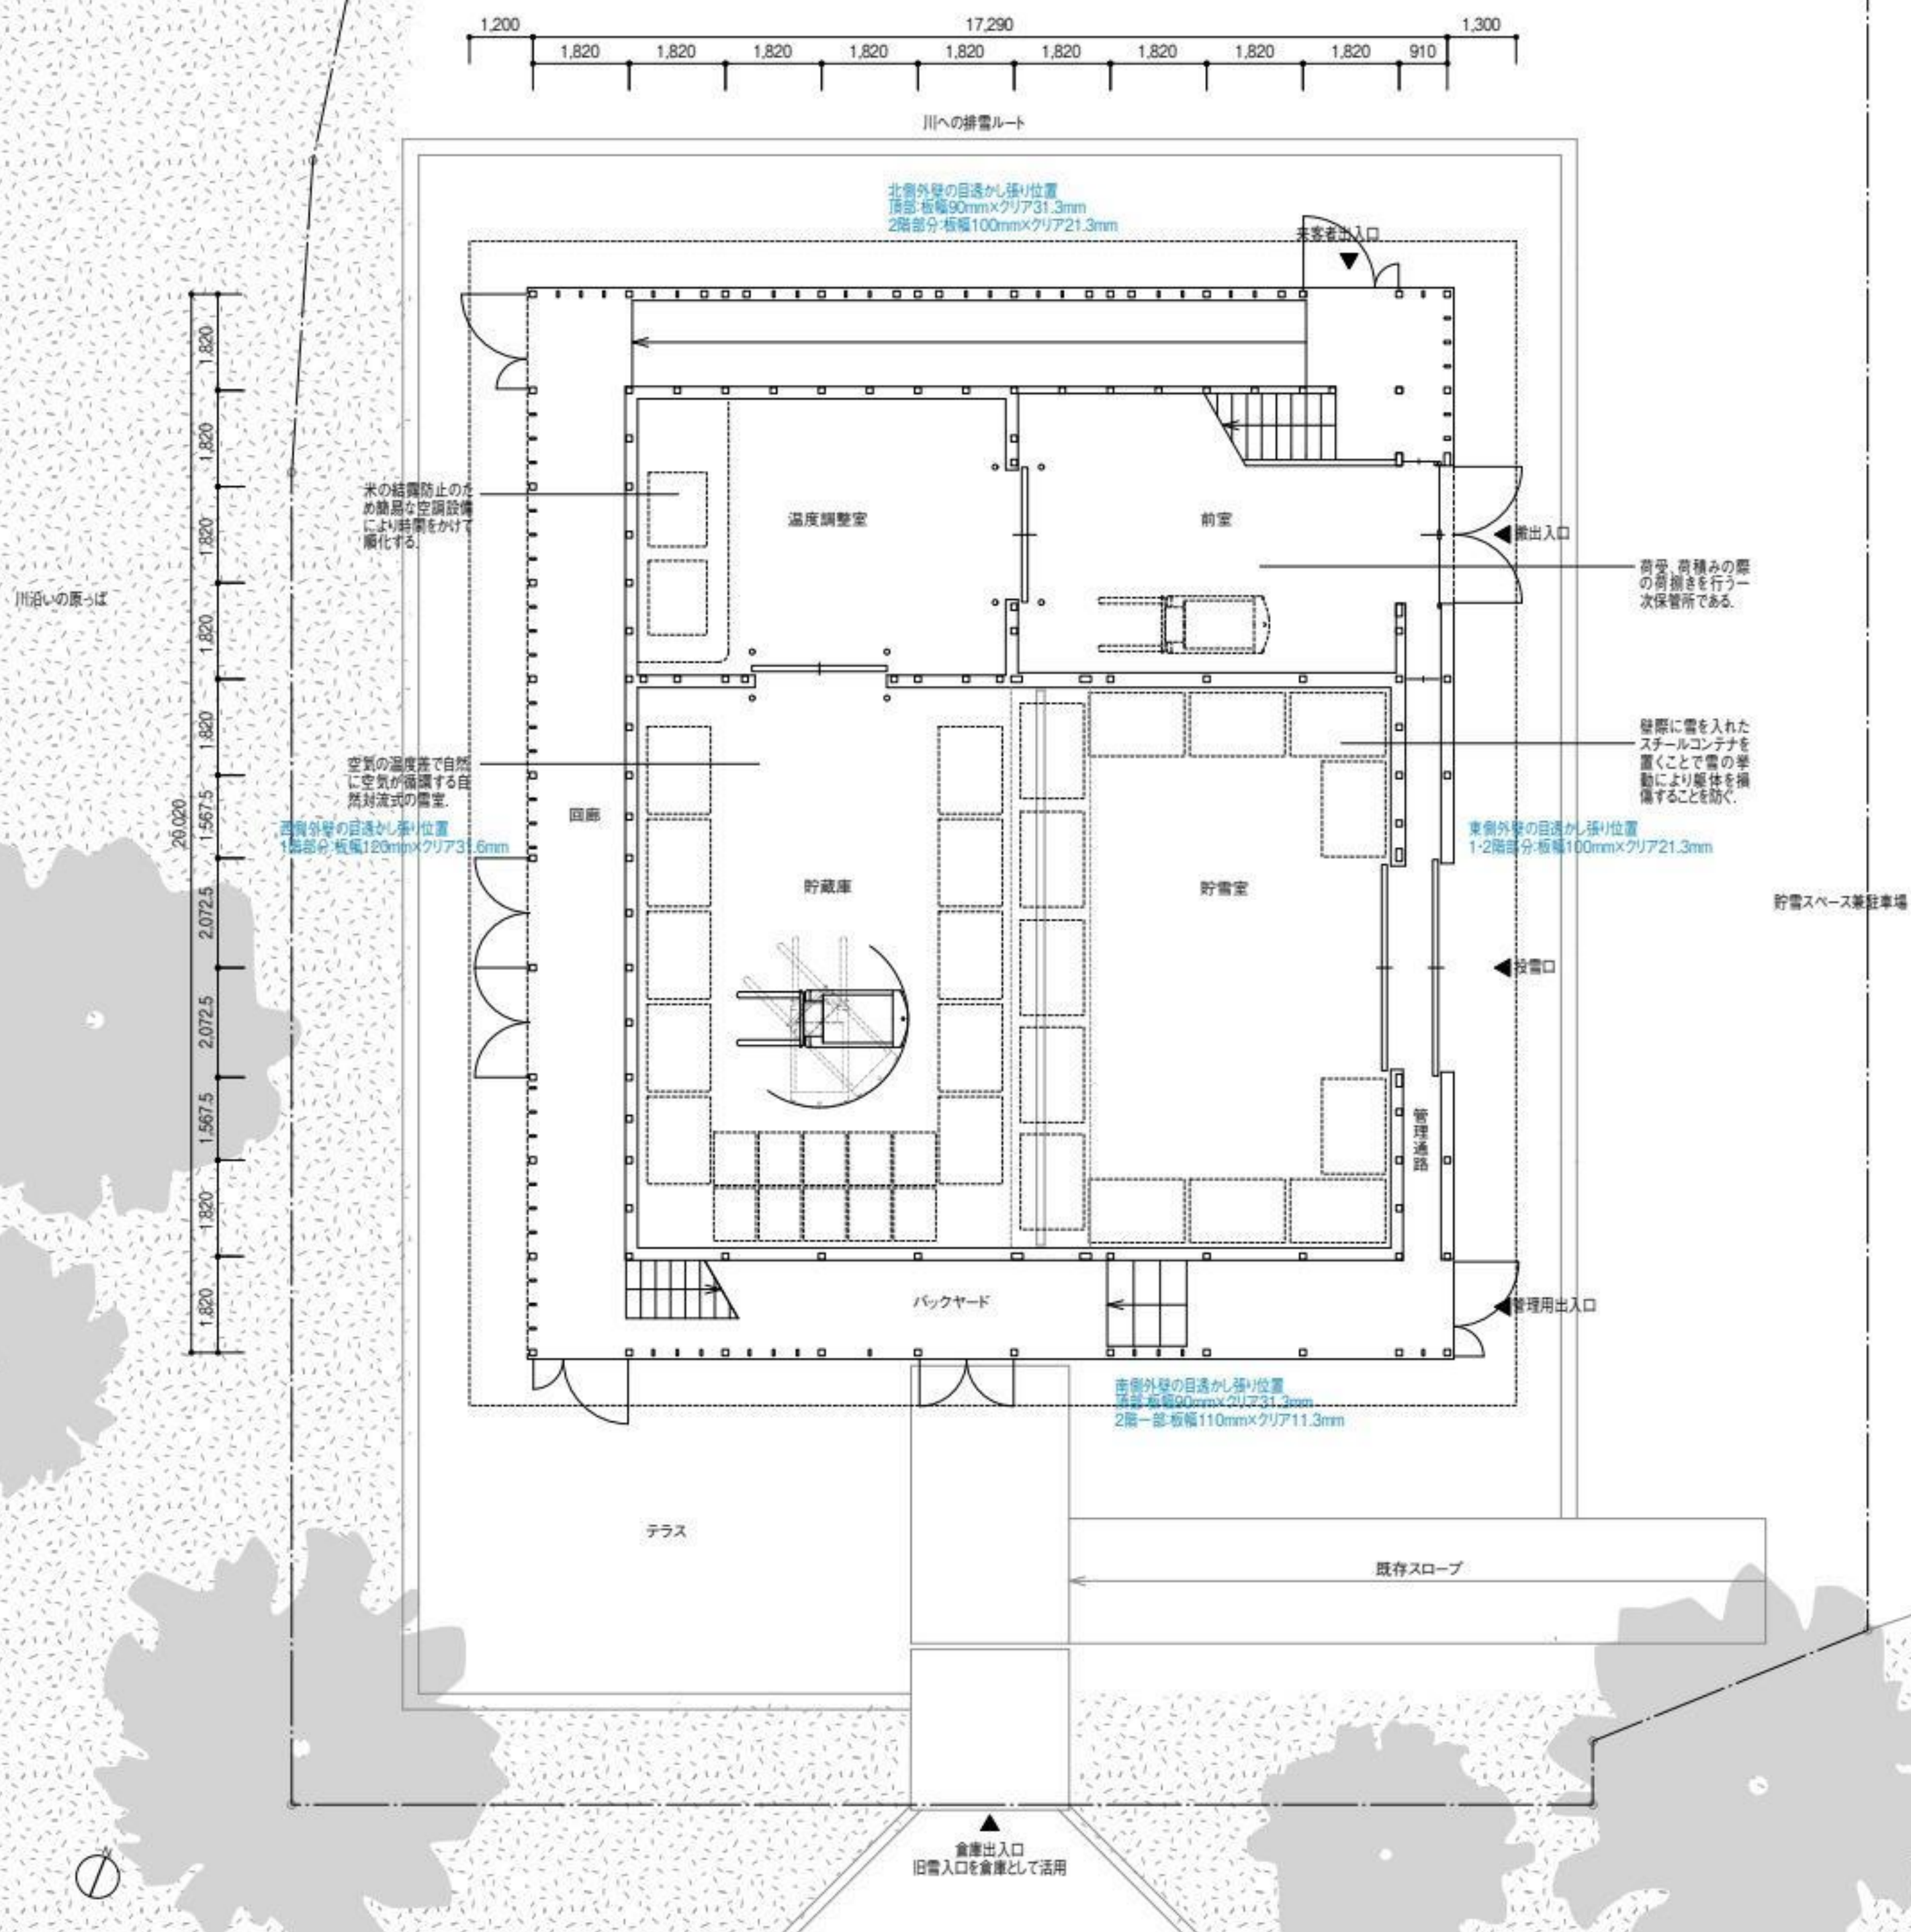 1,200
17,290
1,300
1,820
1,820
1,820
1,820
1,820
1,820
1,820
1,820
1,820
910
川への排雪ルート
北側外壁の目透かし張り位置
頂部:板幅90mm×クリア31.3mm
2階部分:板幅100mm×クリア21.3mm
来客者出入口
1,820
1,820
1,820
1,820
1,820
1,567.5
2,072.5
2,072.5
1,567.5
1,820
1,820
20,020
米の結露防止のた
め簡易な空調設備
により時間をかけて
順化する.
温度調整室
前室
搬出入口
荷受、荷積みの際
の荷捌きを行う一
次保管所である.
川沿いの原っぱ
壁際に雪を入れた
スチールコンテナを
置くことで雪の挙
動により躯体を損
傷することを防ぐ.
空気の温度差で自然
に空気が循環する自
然対流式の雪室.
回廊
西側外壁の目透かし張り位置
1階部分:板幅120mm×クリア31.6mm
東側外壁の目透かし張り位置
1・2階部分:板幅100mm×クリア21.3mm
貯蔵庫
貯雪室
貯雪スペース兼駐車場
投雪口
管理通路
バックヤード
管理用出入口
南側外壁の目透かし張り位置
頂部:板幅90mm×クリア31.3mm
2階一部:板幅110mm×クリア11.3mm
テラス
既存スロープ
倉庫出入口
旧雪入口を倉庫として活用
N